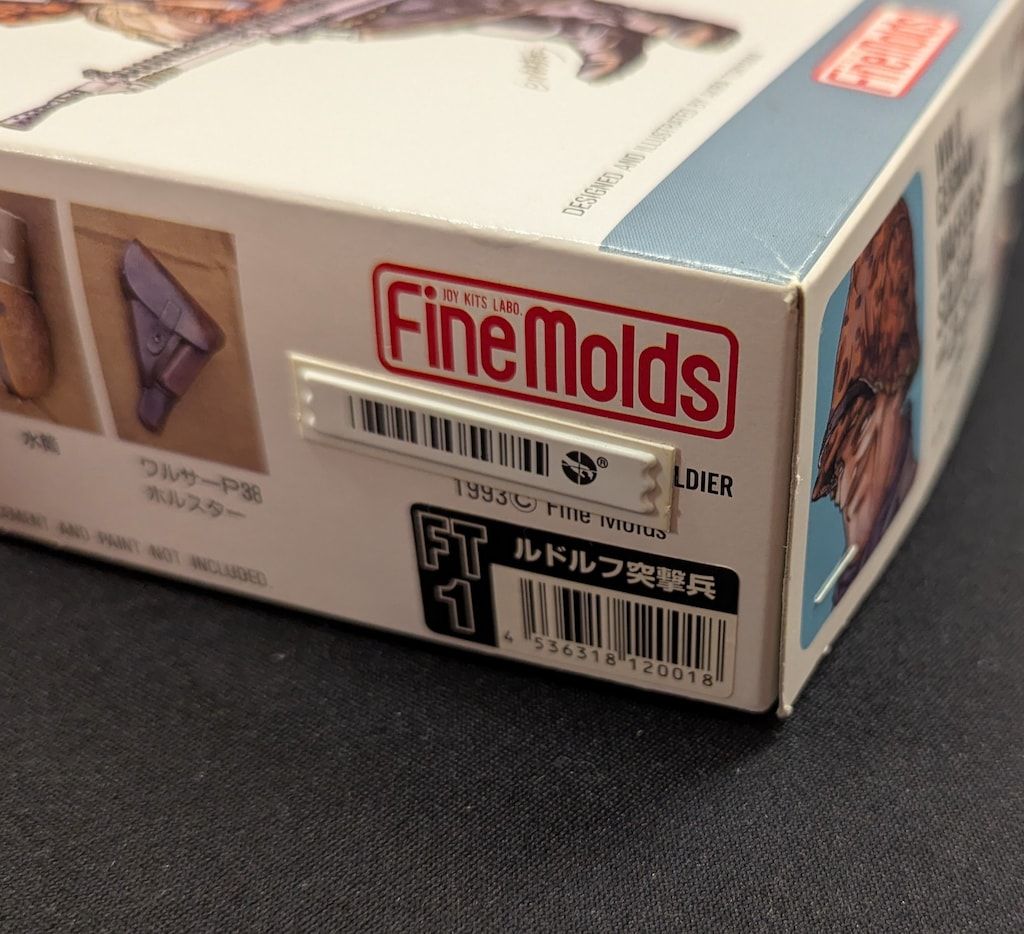 FineMolds
DESIGNED AND ILLUSTRATED BY
JOY KITS LABO.
FineMolds
®
LDIER
1993© Fine Molds
FT
1
ルドルフ突撃兵
4 536318 120018
水筒
ワルサーP38
ホルスター
AND PAINT NOT INCLUDED.